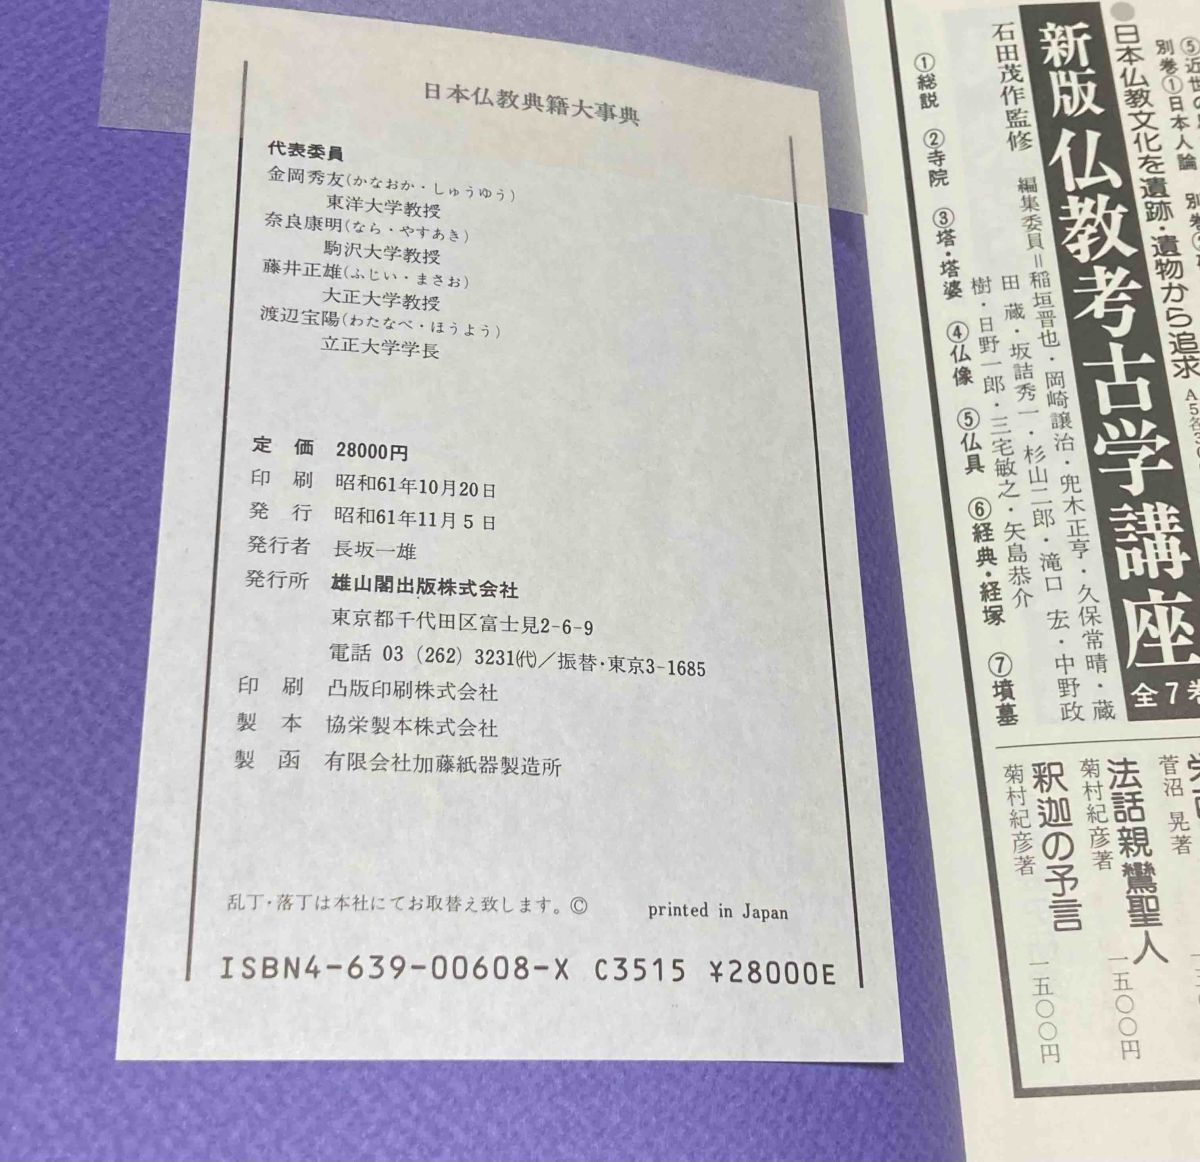 日本仏教典籍大事典
代表委員
金岡秀友(かなおか・しゅうゆう)
東洋大学教授
奈良康明(なら・やすあき)
駒沢大学教授
藤井正雄(ふじい・まさお)
大正大学教授
渡辺宝陽(わたなべ・ほうよう)
立正大学学長
定 価 28000円
印 刷 昭和61年10月20日
発 行 昭和61年11月5日
発行者 長坂一雄
発行所 雄山閣出版株式会社
東京都千代田区富士見2-6-9
電話 03 (262) 3231㈹/振替・東京3-1685
印 刷 凸版印刷株式会社
製 本 協栄製本株式会社
製 函 有限会社加藤紙器製造所
乱丁・落丁は本社にてお取替え致します。©
printed in Japan
ISBN4-639-00608-X C3515 ¥28000E
⑤近世の
別巻①日本人論 別巻
●日本仏教文化を遺跡・遺物から追求
新版仏教考古学講座
全7巻
石田茂作監修 編集委員=稲垣晋也・岡崎譲治・兜木正亨・久保常晴・蔵
田 蔵・坂詰秀一・杉山二郎・滝口 宏・中野政
樹・日野一郎・三宅敏之・矢島恭介
①総説 ②寺院 ③塔・塔婆 ④仏像 ⑤仏具 ⑥経典・経塚 ⑦墳墓
菅沼 晃著
法話親鸞聖人
菊村紀彦著
一五〇〇円
釈迦の予言
菊村紀彦著
一五〇〇円